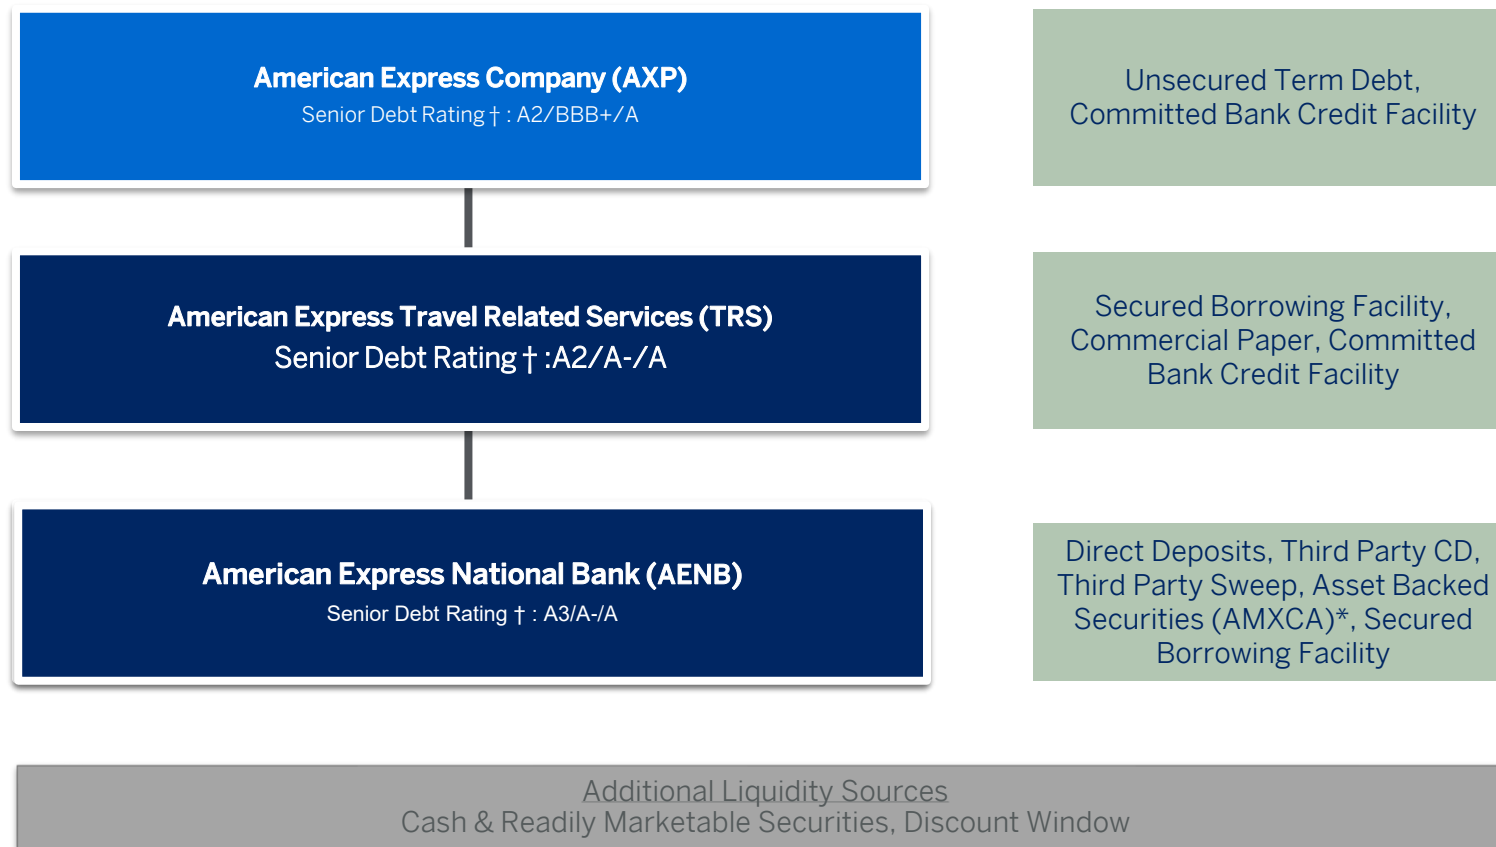 American Express Company (AXP)
Senior Debt Rating † : A2/BBB+/A
Unsecured Term Debt,
Committed Bank Credit Facility
American Express Travel Related Services (TRS)
Senior Debt Rating † :A2/A-/A
Secured Borrowing Facility,
Commercial Paper, Committed
Bank Credit Facility
American Express National Bank (AENB)
Senior Debt Rating † : A3/A-/A
Direct Deposits, Third Party CD,
Third Party Sweep, Asset Backed
Securities (AMXCA)*, Secured
Borrowing Facility
Additional Liquidity Sources
Cash & Readily Marketable Securities, Discount Window